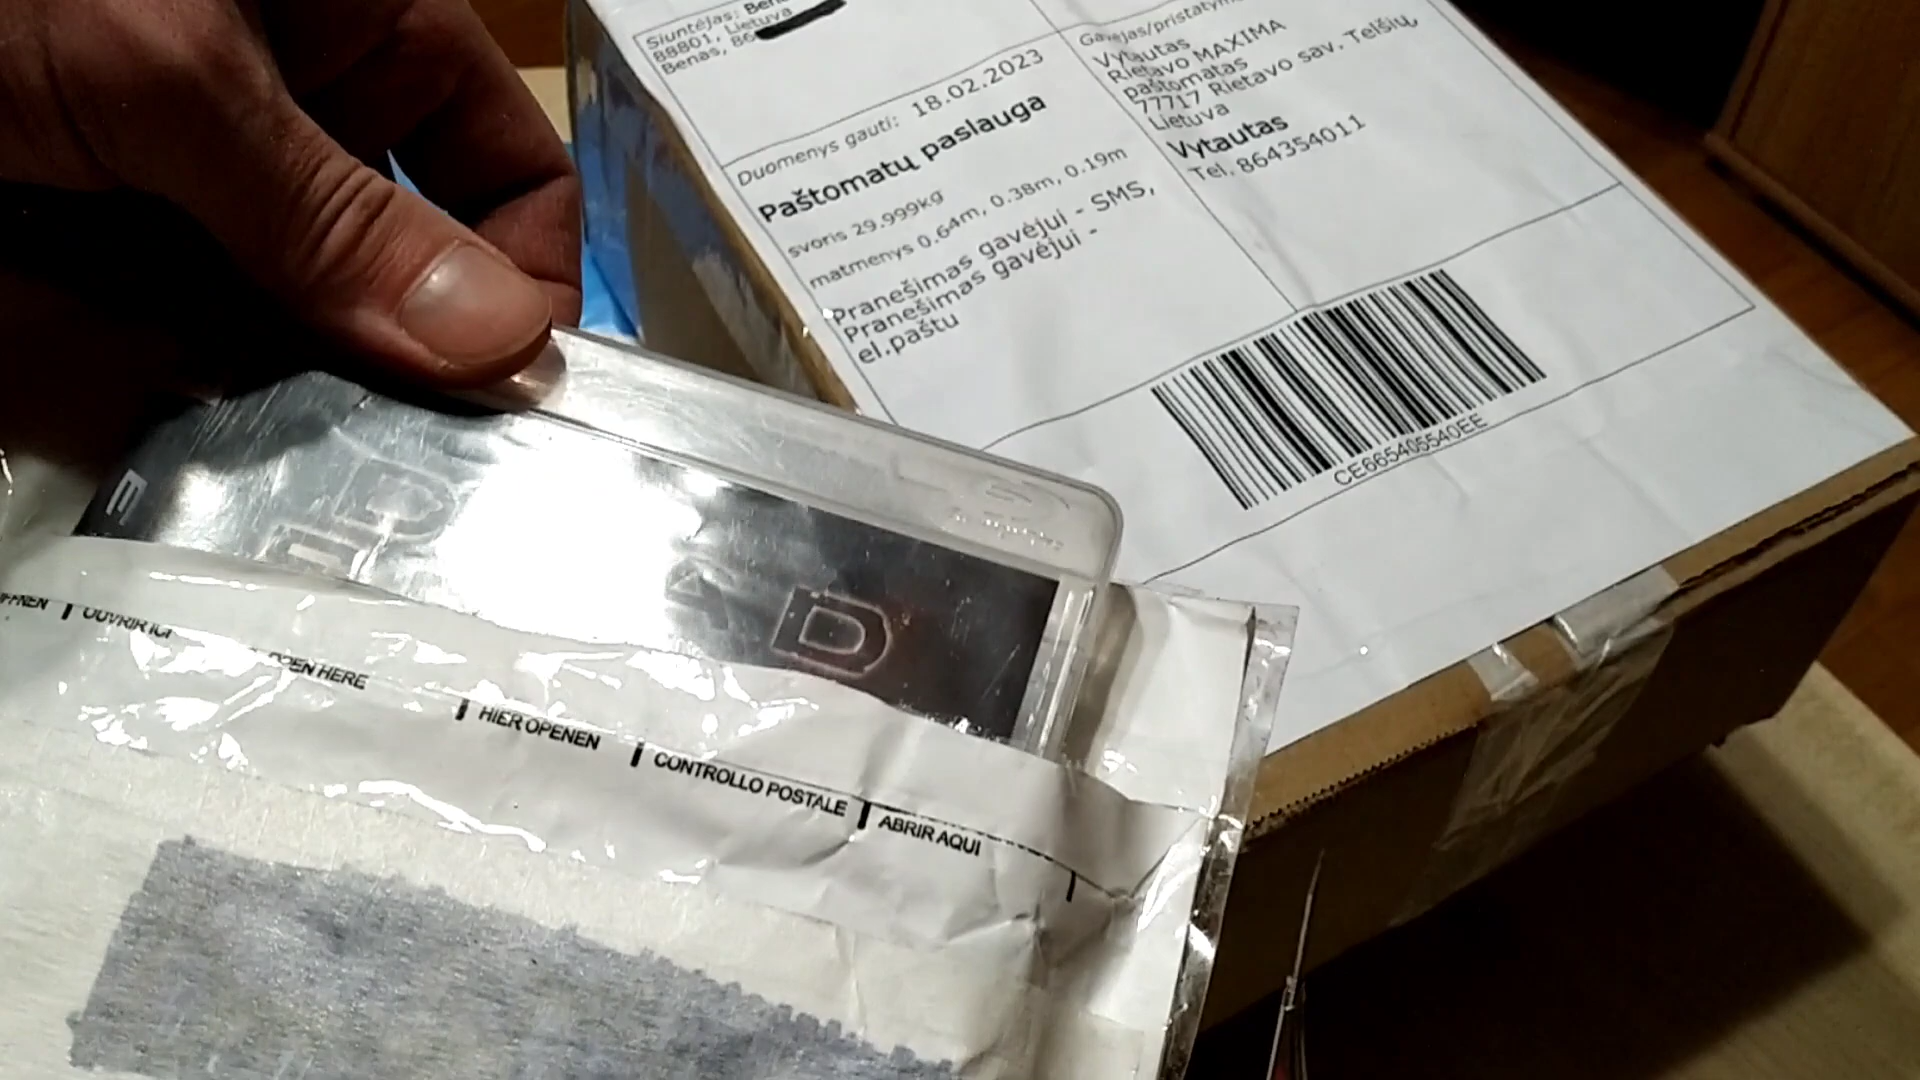 Siuntėjas:
88801, Lietuva
Benas, 86
Duomenys gauti: 18.02.2023
Paštomatų paslauga
svoris 29.999kg
matmenys 0.64m, 0.38m, 0.19m
Pranešimas gavėjui - SMS,
Pranešimas gavėjui -
el.paštu
Vytautas
Rietavo MAXIMA
paštomatas
77717 Rietavo sav. Telšių,
Lietuva
Vytautas
Tel. 864354011
CE665405540EE
OUVRIR ICI
OPEN HERE
HIER OPENEN
CONTROLLO POSTALE
ABRIR AQUI